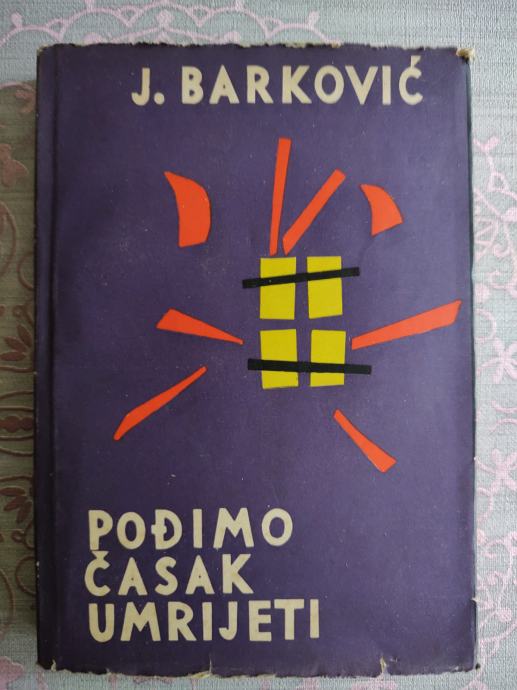 J. BARKOVIĆ
POĐIMO
ČASAK
UMRIJETI